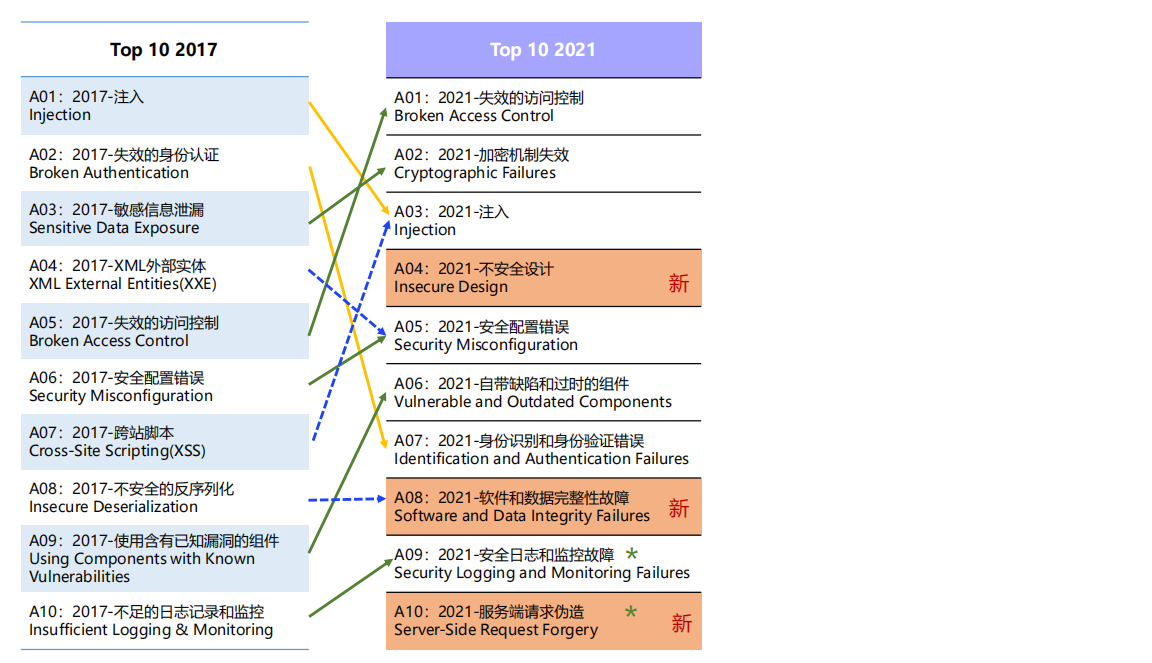 Top 10 2017
A01：2017-注入
Injection
A02：2017-失效的身份认证
Broken Authentication
A03：2017-敏感信息泄漏
Sensitive Data Exposure
A04：2017-XML外部实体
XML External Entities(XXE)
A05：2017-失效的访问控制
Broken Access Control
A06：2017-安全配置错误
Security Misconfiguration
A07：2017-跨站脚本
Cross-Site Scripting(XSS)
A08：2017-不安全的反序列化
Insecure Deserialization
A09：2017-使用含有已知漏洞的组件
Using Components with Known
Vulnerabilities
A10：2017-不足的日志记录和监控
Insufficient Logging & Monitoring
Top 10 2021
A01：2021-失效的访问控制
Broken Access Control
A02：2021-加密机制失效
Cryptographic Failures
A03：2021-注入
Injection
A04：2021-不安全设计
Insecure Design
新
A05：2021-安全配置错误
Security Misconfiguration
A06：2021-自带缺陷和过时的组件
Vulnerable and Outdated Components
A07：2021-身份识别和身份验证错误
Identification and Authentication Failures
A08：2021-软件和数据完整性故障
Software and Data Integrity Failures
新
A09：2021-安全日志和监控故障 *
Security Logging and Monitoring Failures
A10：2021-服务端请求伪造 *
Server-Side Request Forgery
新